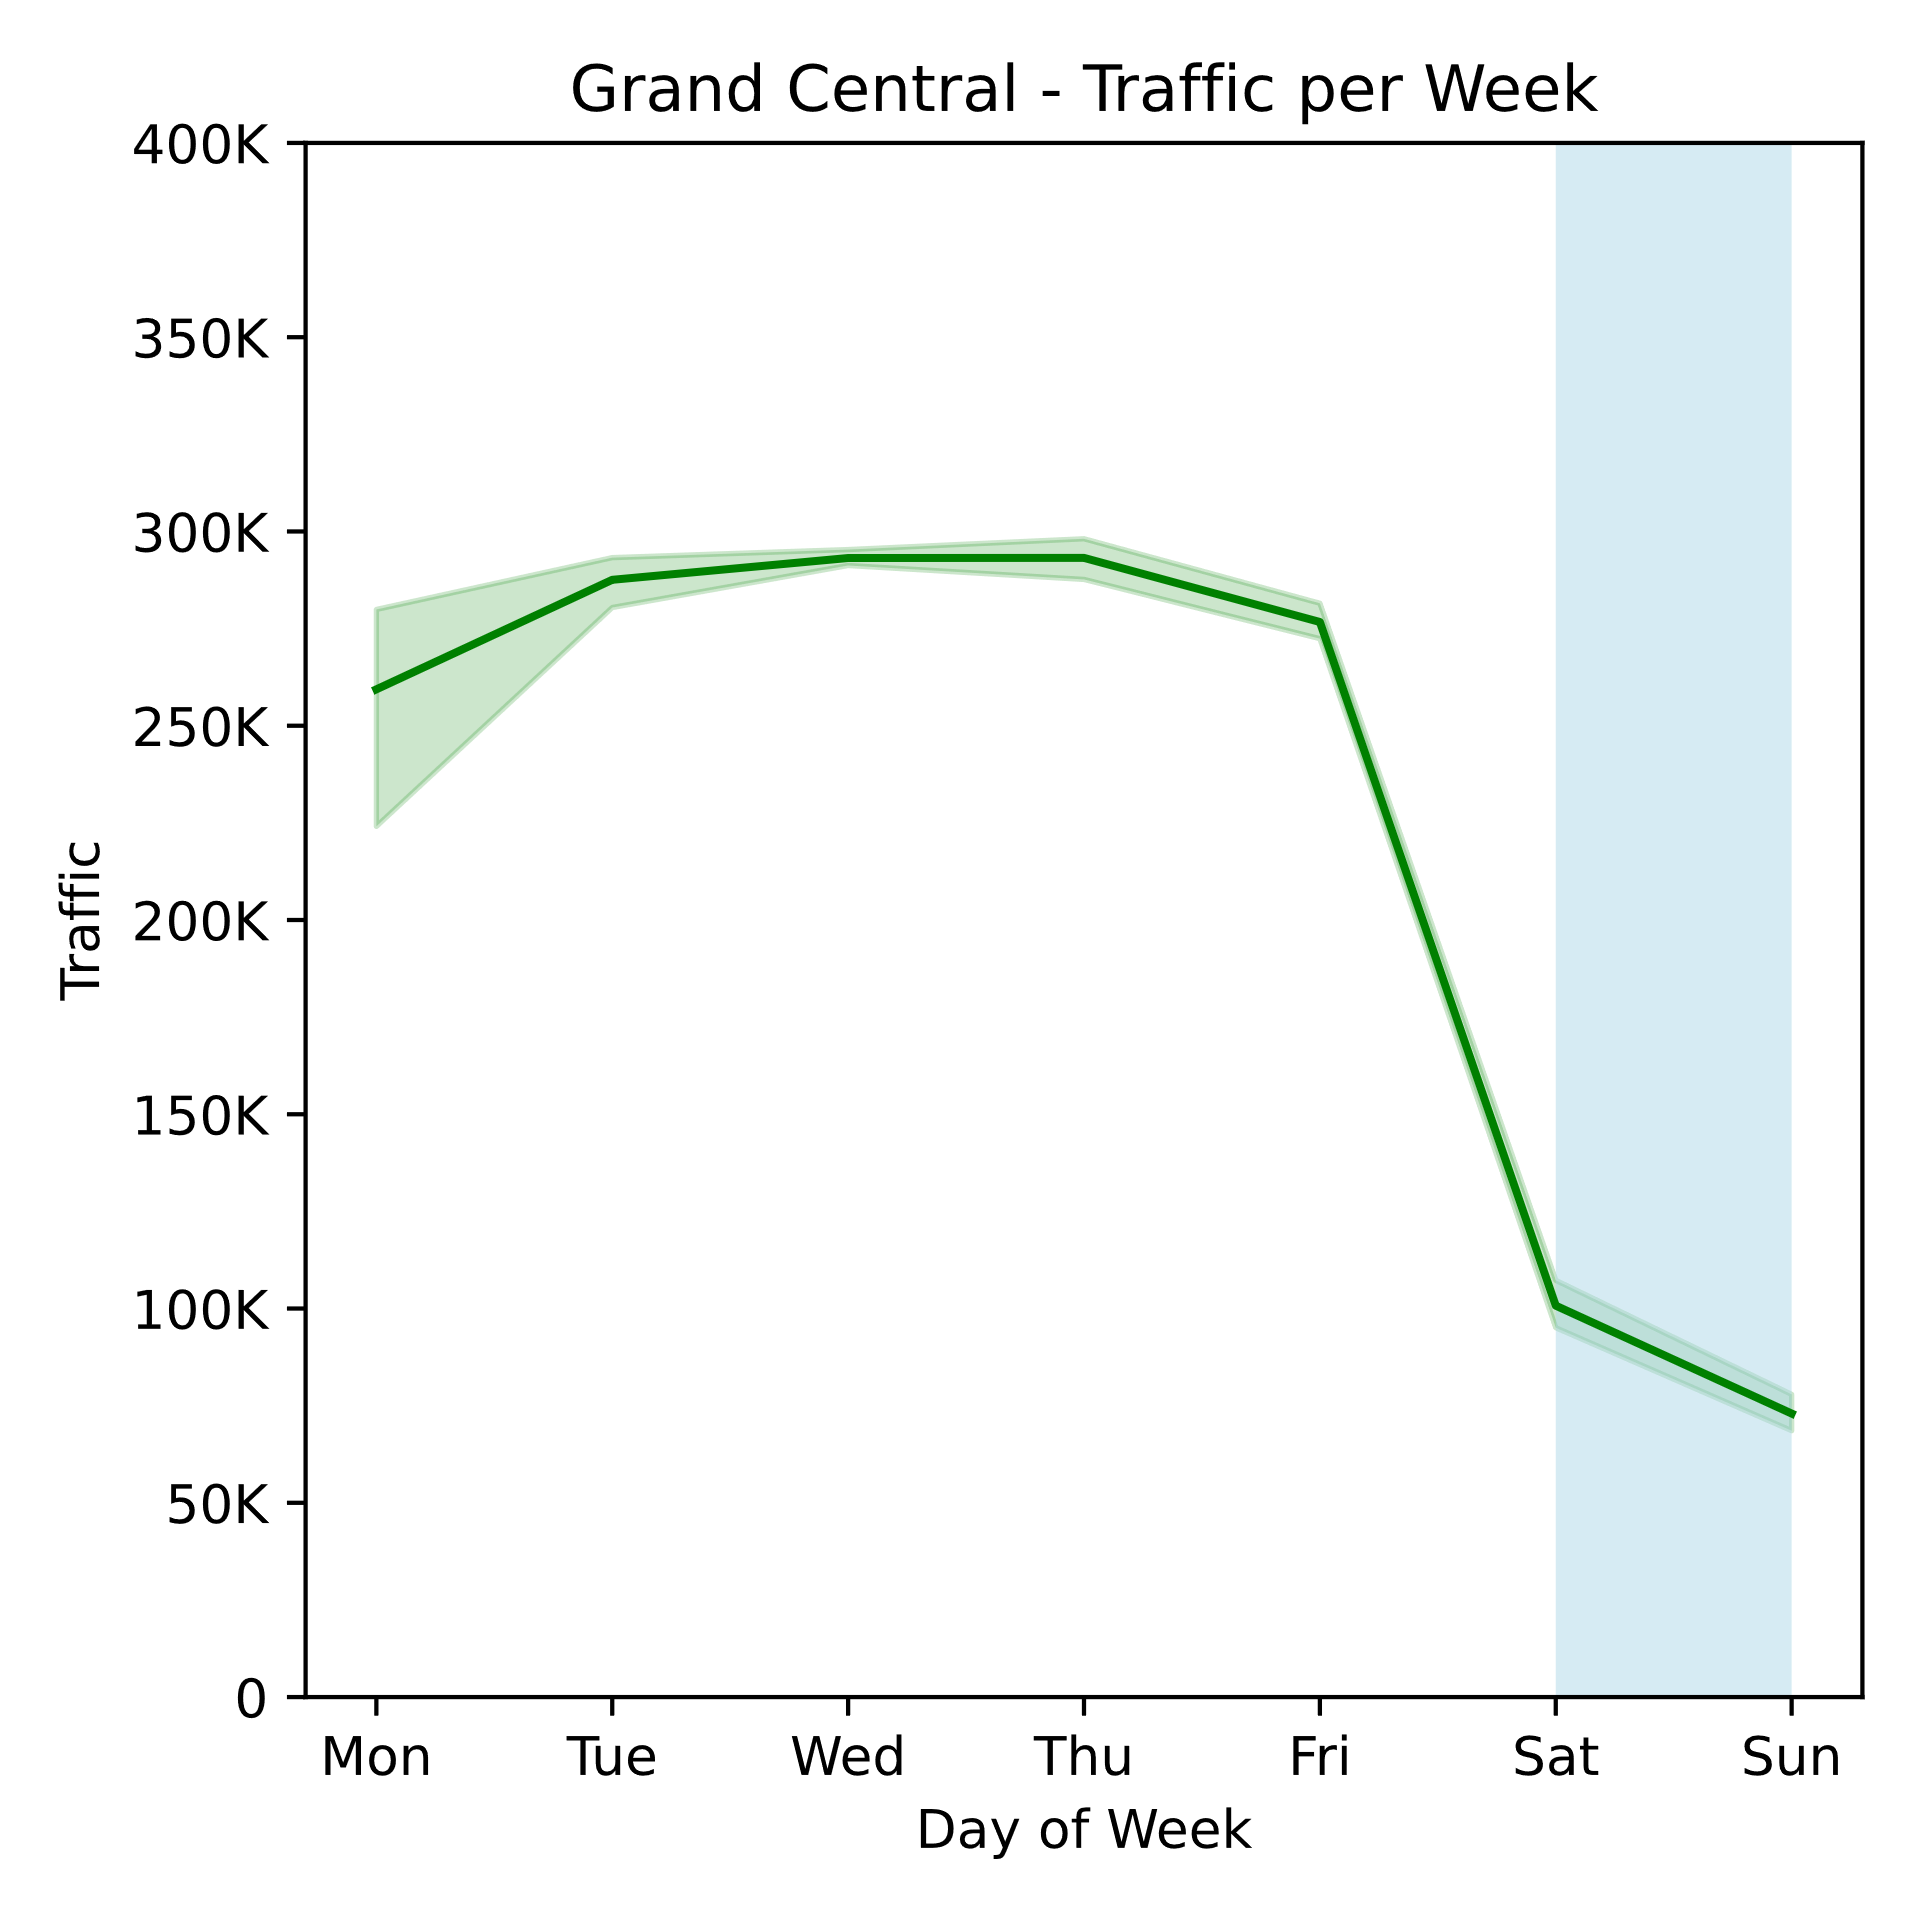 Grand Central - Traffic per Week
400K
350K
300K
250K
200K
150K
100K
50K
0
Traffic
Mon Tue Wed Thu Fri Sat Sun
Day of Week